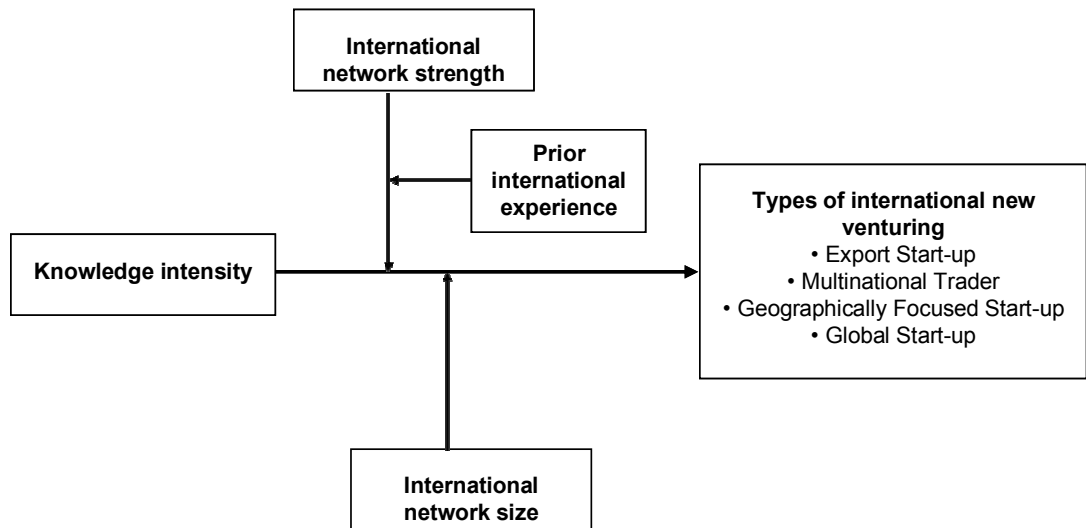 International
network strength
Prior
international
experience
Types of international new
venturing
• Export Start-up
• Multinational Trader
• Geographically Focused Start-up
• Global Start-up
Knowledge intensity
International
network size